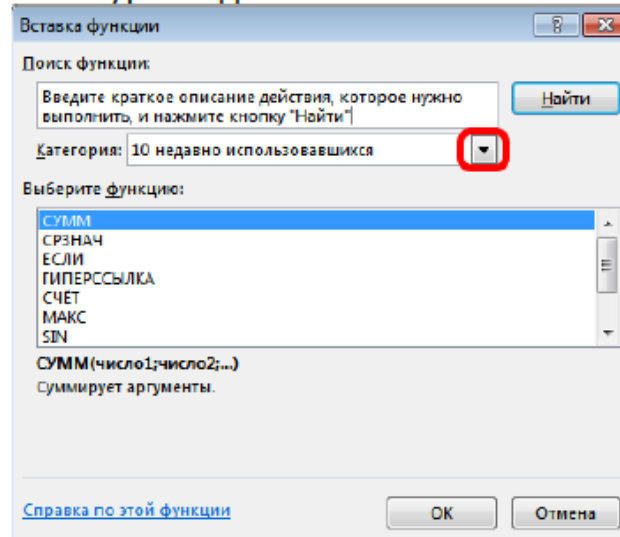 Вставка функции
Поиск функции:
Введите краткое описание действия, которое нужно
выполнить, и нажмите кнопку "Найти"
Найти
Категория: 10 недавно использовавшихся
Выберите функцию:
СУММ
СРЗНАЧ
ЕСЛИ
ГИПЕРССЫЛКА
СЧЁТ
МАКС
SIN
СУММ(число1;число2;...)
Суммирует аргументы.
Справка по этой функции
ОК
Отмена